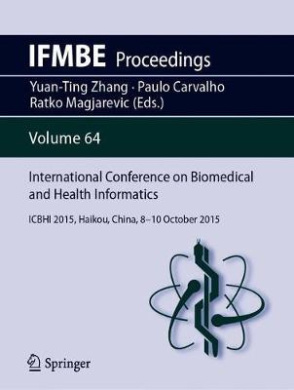 IFMBE Proceedings
Yuan-Ting Zhang · Paulo Carvalho
Ratko Magjarevic (Eds.)
Volume 64
International Conference on Biomedical
and Health Informatics
ICBHI 2015, Haikou, China, 8–10 October 2015
Springer